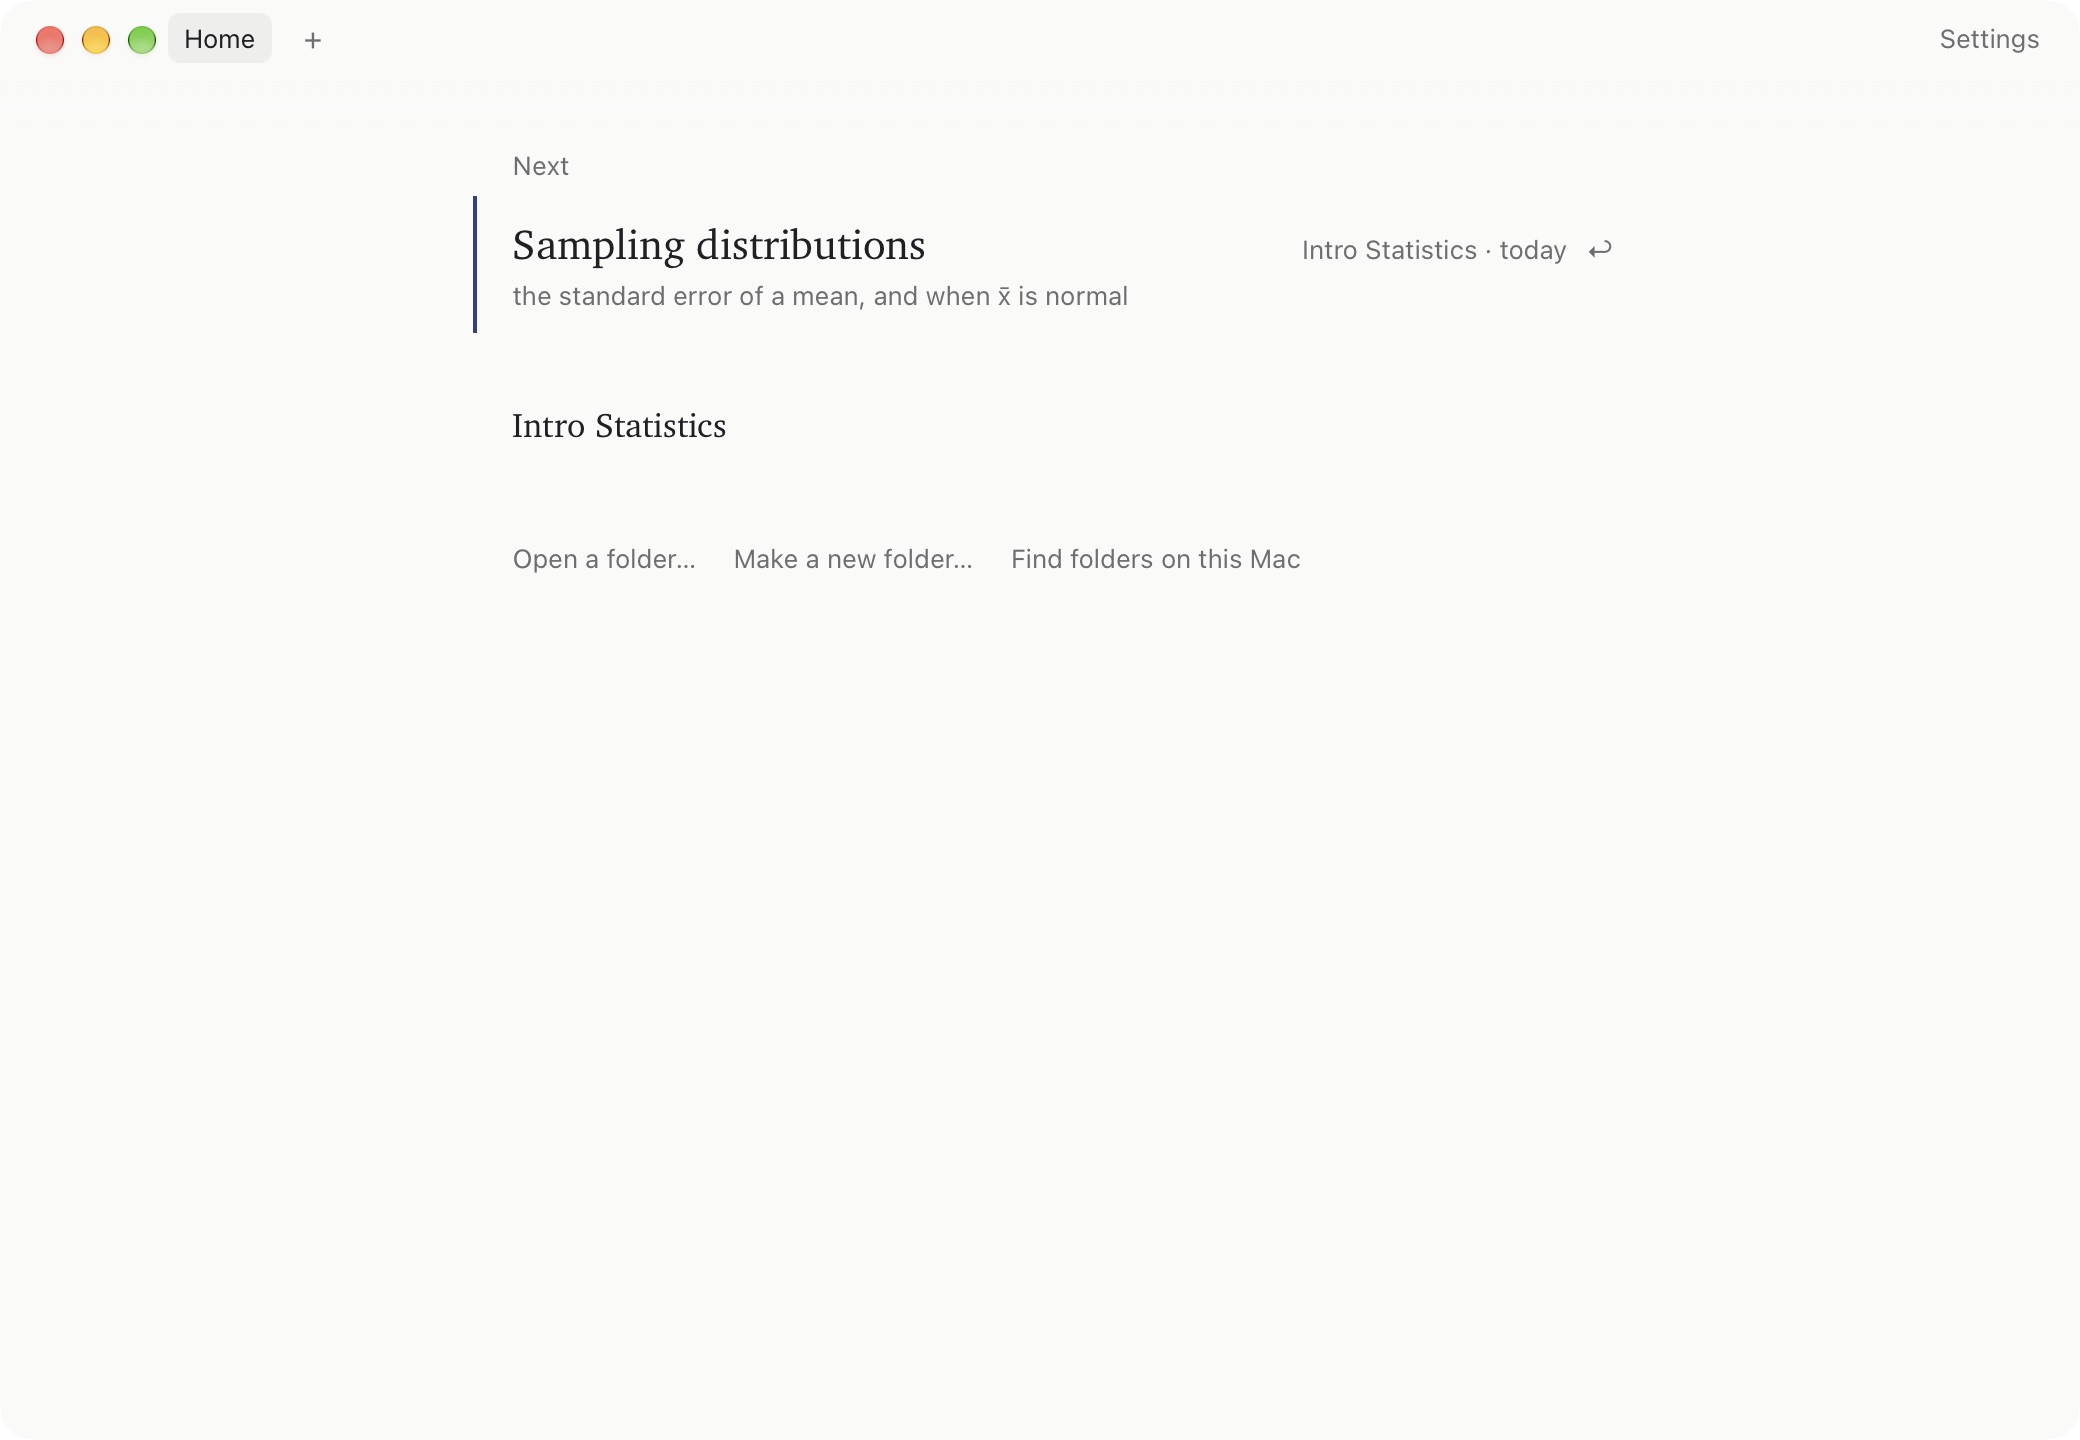 Home +
Settings
Next
Sampling distributions
Intro Statistics · today ↩
the standard error of a mean, and when x̄ is normal
Intro Statistics
Open a folder... Make a new folder... Find folders on this Mac